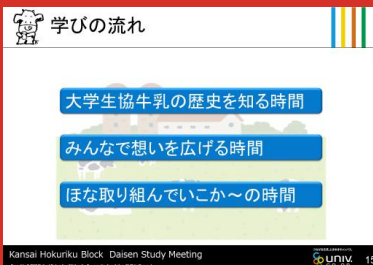 学びの流れ
大学生協牛乳の歴史を知る時間
みんなで想いを広げる時間
ほな取り組んでいこか～の時間
Kansai Hokuriku Block Daisen Study Meeting
univ.
15